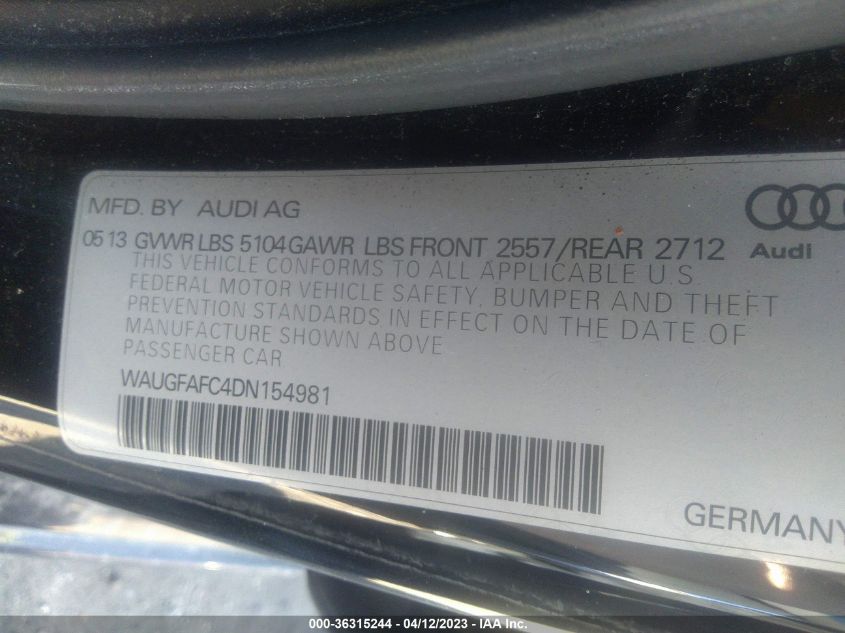 MFD. BY AUDI AG
0513 GVWR LBS 5104 GAWR LBS FRONT 2557/REAR 2712
Audi
THIS VEHICLE CONFORMS TO ALL APPLICABLE U.S
FEDERAL MOTOR VEHICLE SAFETY, BUMPER AND THEFT
PREVENTION STANDARDS IN EFFECT ON THE DATE OF
MANUFACTURE SHOWN ABOVE
PASSENGER CAR
WAUGFAFC4DN154981
GERMANY
000-36315244 - 04/12/2023 - IAA Inc.